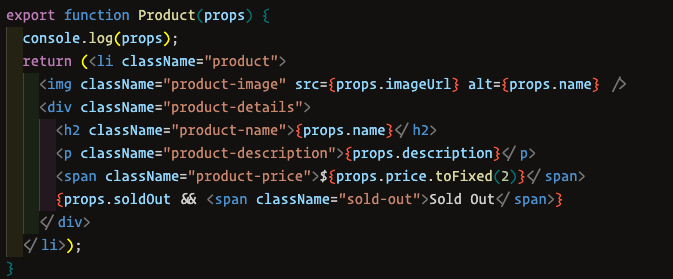 export function Product(props) {
console.log(props);
return (<li className="product">
<img className="product-image" src={props.imageUrl} alt={props.name} />
<div className="product-details">
<h2 className="product-name">{props.name}</h2>
<p className="product-description">{props.description}</p>
<span className="product-price">${props.price.toFixed(2)}</span>
{props.soldOut && <span className="sold-out">Sold Out</span>}
</div>
</li>);
}